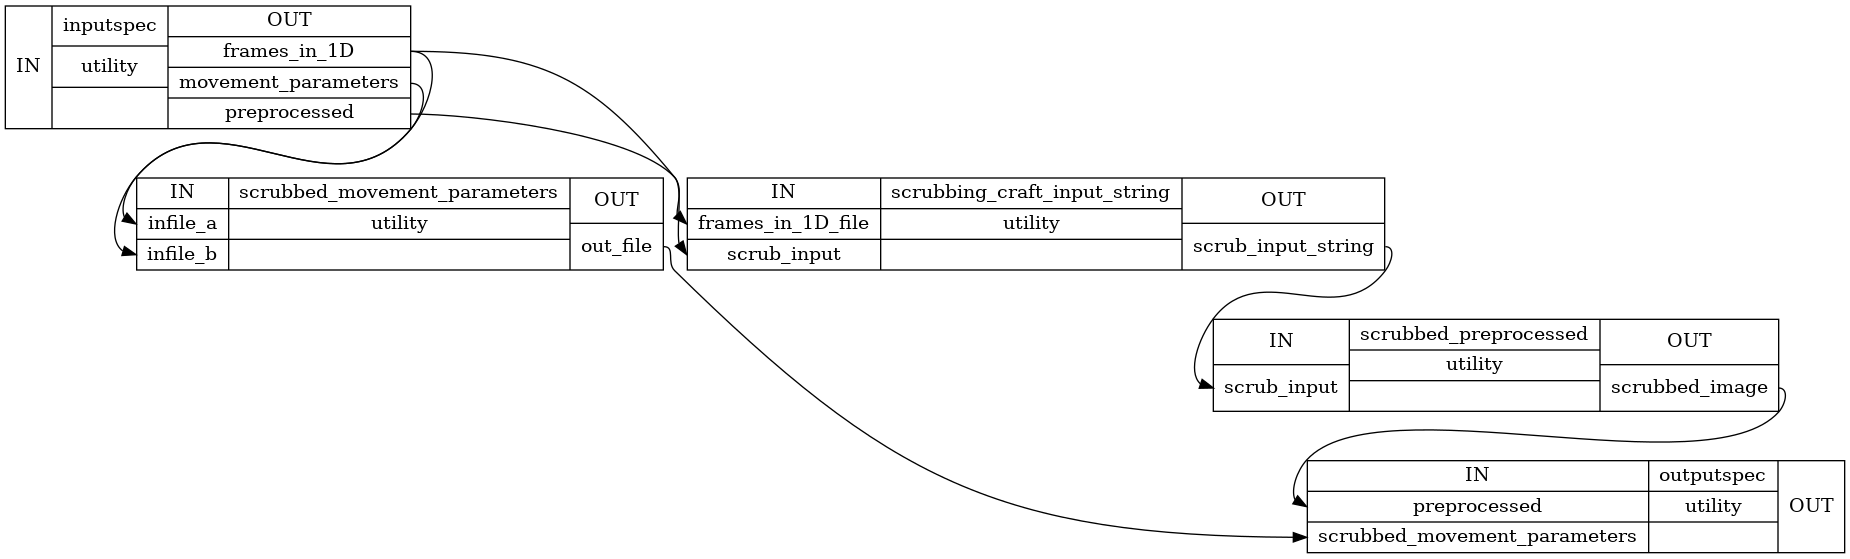 IN
inputspec
utility
OUT
frames_in_1D
movement_parameters
preprocessed
IN
infile_a
infile_b
scrubbed_movement_parameters
utility
OUT
out_file
IN
frames_in_1D_file
scrub_input
scrubbing_craft_input_string
utility
OUT
scrub_input_string
IN
scrub_input
scrubbed_preprocessed
utility
OUT
scrubbed_image
IN
preprocessed
scrubbed_movement_parameters
outputspec
utility
OUT